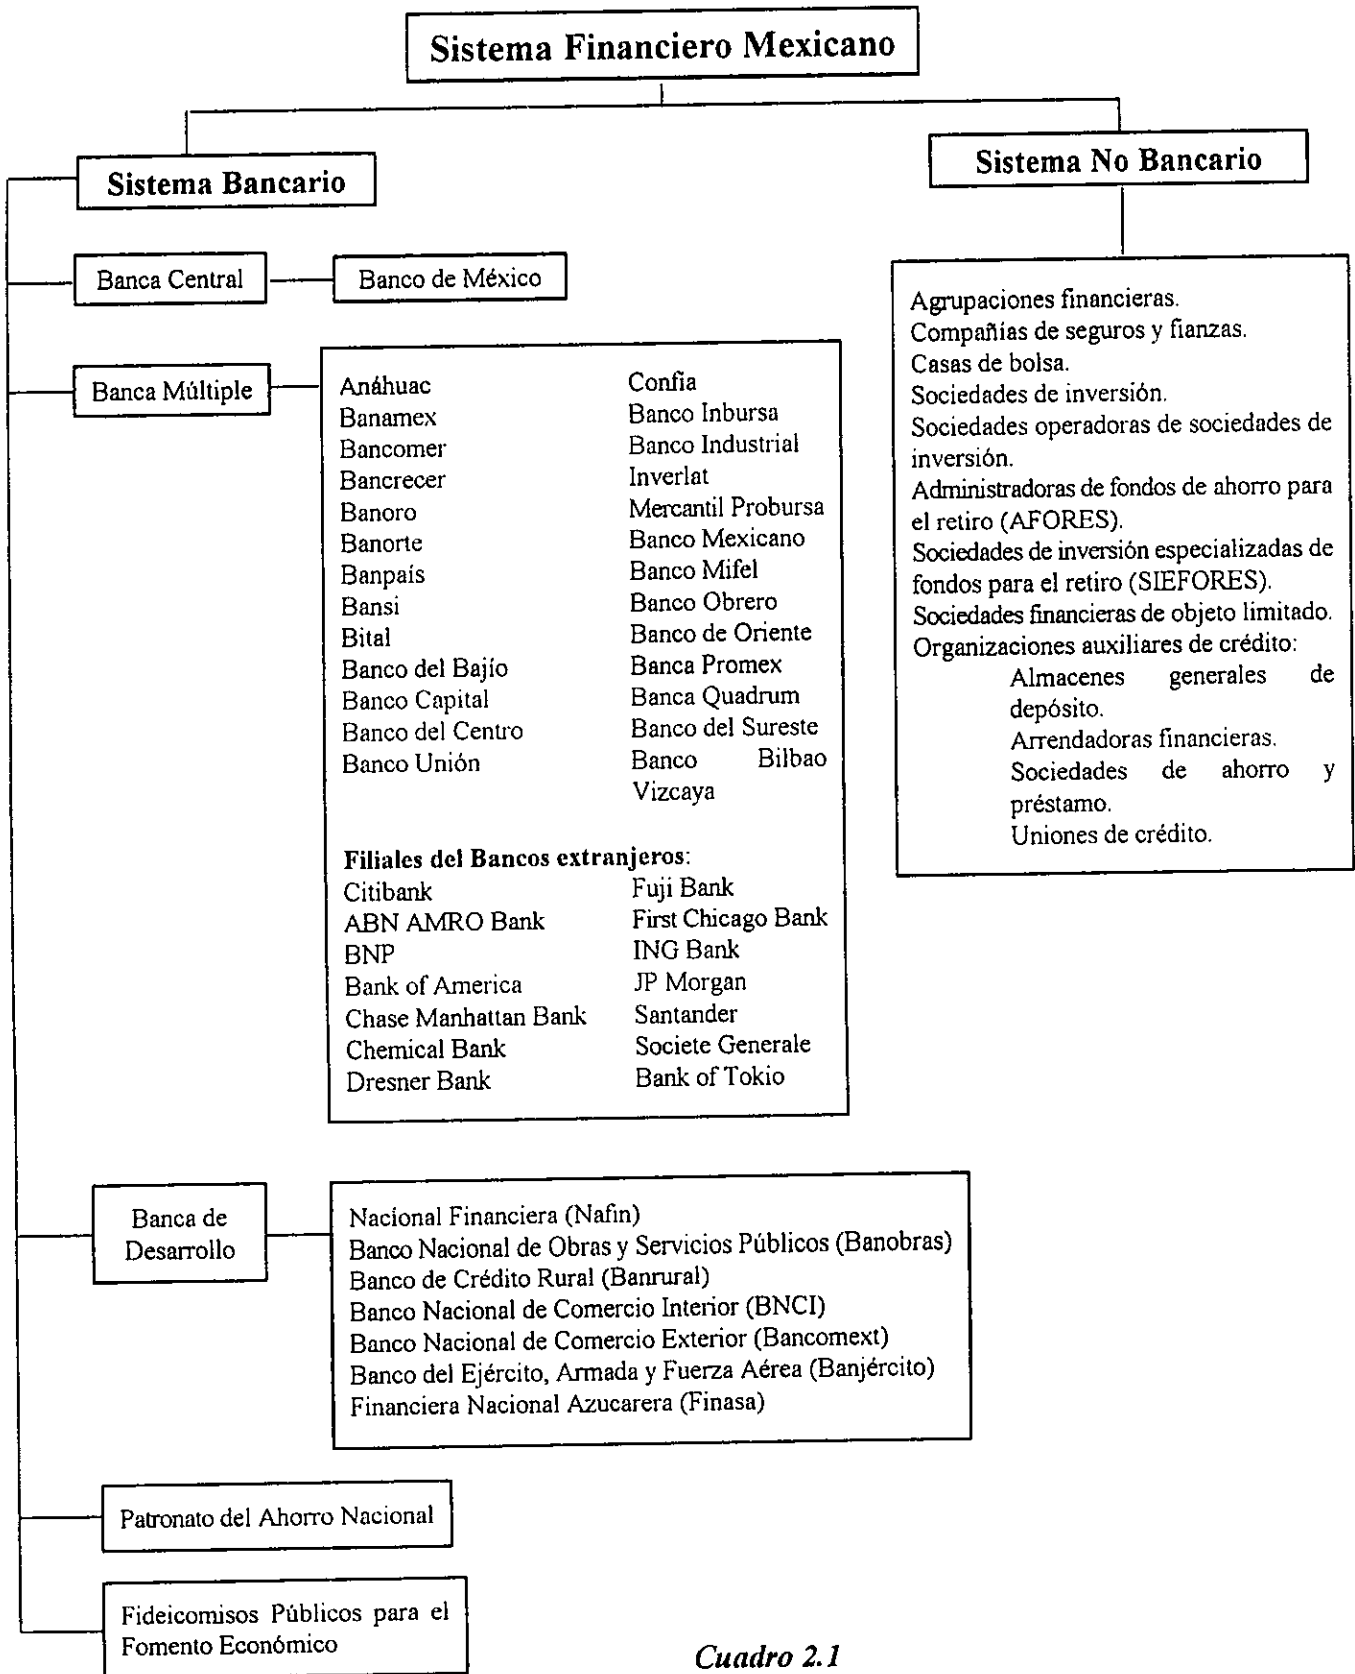 Sistema Financiero Mexicano
Sistema Bancario
Sistema No Bancario
Banca Central
Banco de México
Banca Múltiple
Anáhuac
Banamex
Bancomer
Bancrecer
Banoro
Banorte
Banpaís
Bansi
Bital
Banco del Bajío
Banco Capital
Banco del Centro
Banco Unión
Confia
Banco Inbursa
Banco Industrial
Inverlat
Mercantil Probursa
Banco Mexicano
Banco Mifel
Banco Obrero
Banco de Oriente
Banca Promex
Banca Quadrum
Banco del Sureste
Banco Bilbao
Vizcaya
Filiales del Bancos extranjeros:
Citibank
ABN AMRO Bank
BNP
Bank of America
Chase Manhattan Bank
Chemical Bank
Dresner Bank
Fuji Bank
First Chicago Bank
ING Bank
JP Morgan
Santander
Societe Generale
Bank of Tokio
Agrupaciones financieras.
Compañías de seguros y fianzas.
Casas de bolsa.
Sociedades de inversión.
Sociedades operadoras de sociedades de
inversión.
Administradoras de fondos de ahorro para
el retiro (AFORES).
Sociedades de inversión especializadas de
fondos para el retiro (SIEFORES).
Sociedades financieras de objeto limitado.
Organizaciones auxiliares de crédito:
Almacenes generales de
depósito.
Arrendadoras financieras.
Sociedades de ahorro y
préstamo.
Uniones de crédito.
Banca de
Desarrollo
Nacional Financiera (Nafin)
Banco Nacional de Obras y Servicios Públicos (Banobras)
Banco de Crédito Rural (Banrural)
Banco Nacional de Comercio Interior (BNCI)
Banco Nacional de Comercio Exterior (Bancomext)
Banco del Ejército, Armada y Fuerza Aérea (Banjército)
Financiera Nacional Azucarera (Finasa)
Patronato del Ahorro Nacional
Fideicomisos Públicos para el
Fomento Económico
Cuadro 2.1